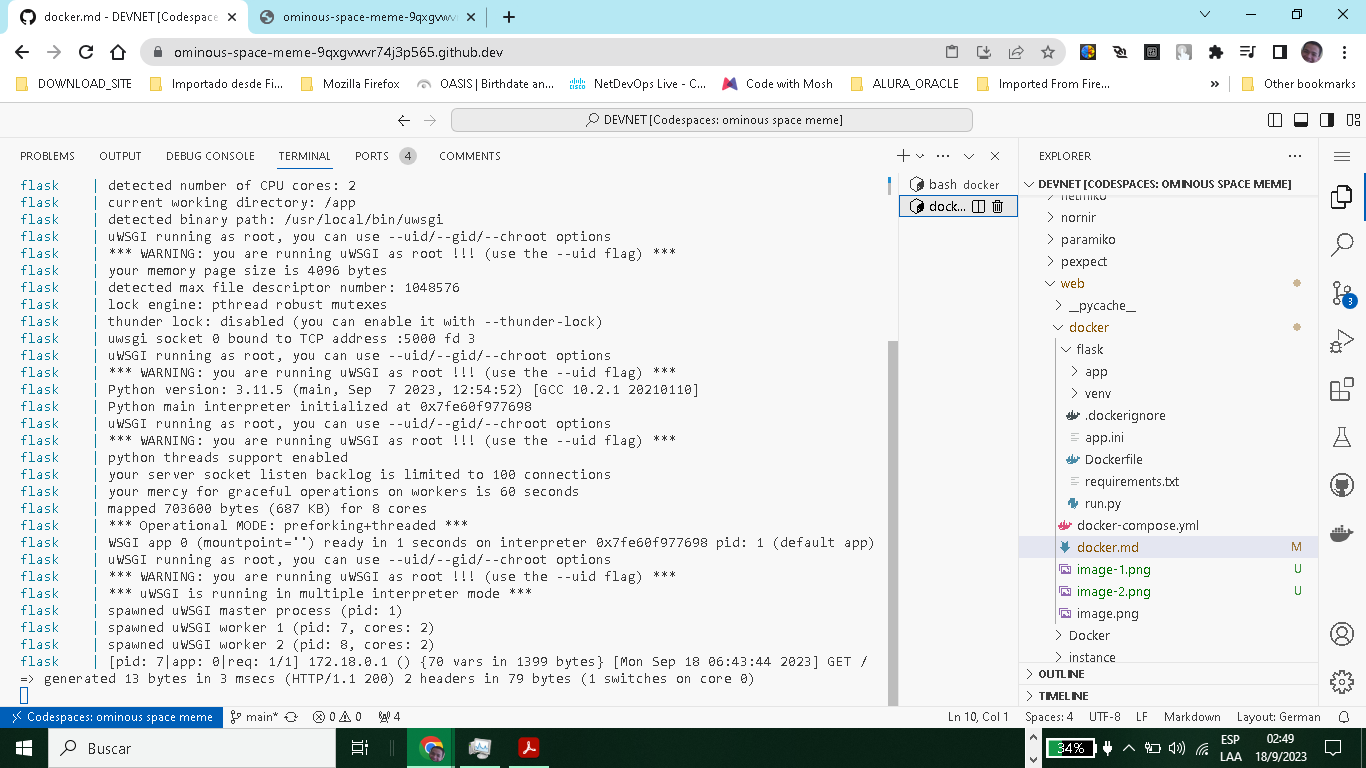 docker.md - DEVNET [Codespace
ominous-space-meme-9qxgvwv
ominous-space-meme-9qxgvwvr74j3p565.github.dev
DOWNLOAD_SITE
Importado desde Fi...
Mozilla Firefox
OASIS | Birthdate an...
NetDevOps Live - C...
Code with Mosh
ALURA_ORACLE
Imported From Fire...
»
Other bookmarks
DEVNET [Codespaces: ominous space meme]
PROBLEMS OUTPUT DEBUG CONSOLE TERMINAL PORTS 4 COMMENTS
flask | detected number of CPU cores: 2
flask | current working directory: /app
flask | detected binary path: /usr/local/bin/uwsgi
flask | uWSGI running as root, you can use --uid/--gid/--chroot options
flask | *** WARNING: you are running uWSGI as root !!! (use the --uid flag) ***
flask | your memory page size is 4096 bytes
flask | detected max file descriptor number: 1048576
flask | lock engine: pthread robust mutexes
flask | thunder lock: disabled (you can enable it with --thunder-lock)
flask | uwsgi socket 0 bound to TCP address :5000 fd 3
flask | uWSGI running as root, you can use --uid/--gid/--chroot options
flask | *** WARNING: you are running uWSGI as root !!! (use the --uid flag) ***
flask | Python version: 3.11.5 (main, Sep  7 2023, 12:54:52) [GCC 10.2.1 20210110]
flask | Python main interpreter initialized at 0x7fe60f977698
flask | uWSGI running as root, you can use --uid/--gid/--chroot options
flask | *** WARNING: you are running uWSGI as root !!! (use the --uid flag) ***
flask | python threads support enabled
flask | your server socket listen backlog is limited to 100 connections
flask | your mercy for graceful operations on workers is 60 seconds
flask | mapped 703600 bytes (687 KB) for 8 cores
flask | *** Operational MODE: preforking+threaded ***
flask | WSGI app 0 (mountpoint='') ready in 1 seconds on interpreter 0x7fe60f977698 pid: 1 (default app)
flask | uWSGI running as root, you can use --uid/--gid/--chroot options
flask | *** WARNING: you are running uWSGI as root !!! (use the --uid flag) ***
flask | *** uWSGI is running in multiple interpreter mode ***
flask | spawned uWSGI master process (pid: 1)
flask | spawned uWSGI worker 1 (pid: 7, cores: 2)
flask | spawned uWSGI worker 2 (pid: 8, cores: 2)
flask | [pid: 7|app: 0|req: 1/1] 172.18.0.1 () {70 vars in 1399 bytes} [Mon Sep 18 06:43:44 2023] GET /
=> generated 13 bytes in 3 msecs (HTTP/1.1 200) 2 headers in 79 bytes (1 switches on core 0)
bash docker
dock...
EXPLORER
DEVNET [CODESPACES: OMINOUS SPACE MEME]
netmiko
nornir
paramiko
pexpect
web
__pycache__
docker
flask
app
venv
.dockerignore
app.ini
Dockerfile
requirements.txt
run.py
docker-compose.yml
docker.md M
image-1.png U
image-2.png U
image.png
Docker
instance
OUTLINE
TIMELINE
3
Codespaces: ominous space meme
main*
0 0
4
Ln 10, Col 1
Spaces: 4
UTF-8
LF
Markdown
Layout: German
Buscar
34%
ESP
LAA
02:49
18/9/2023